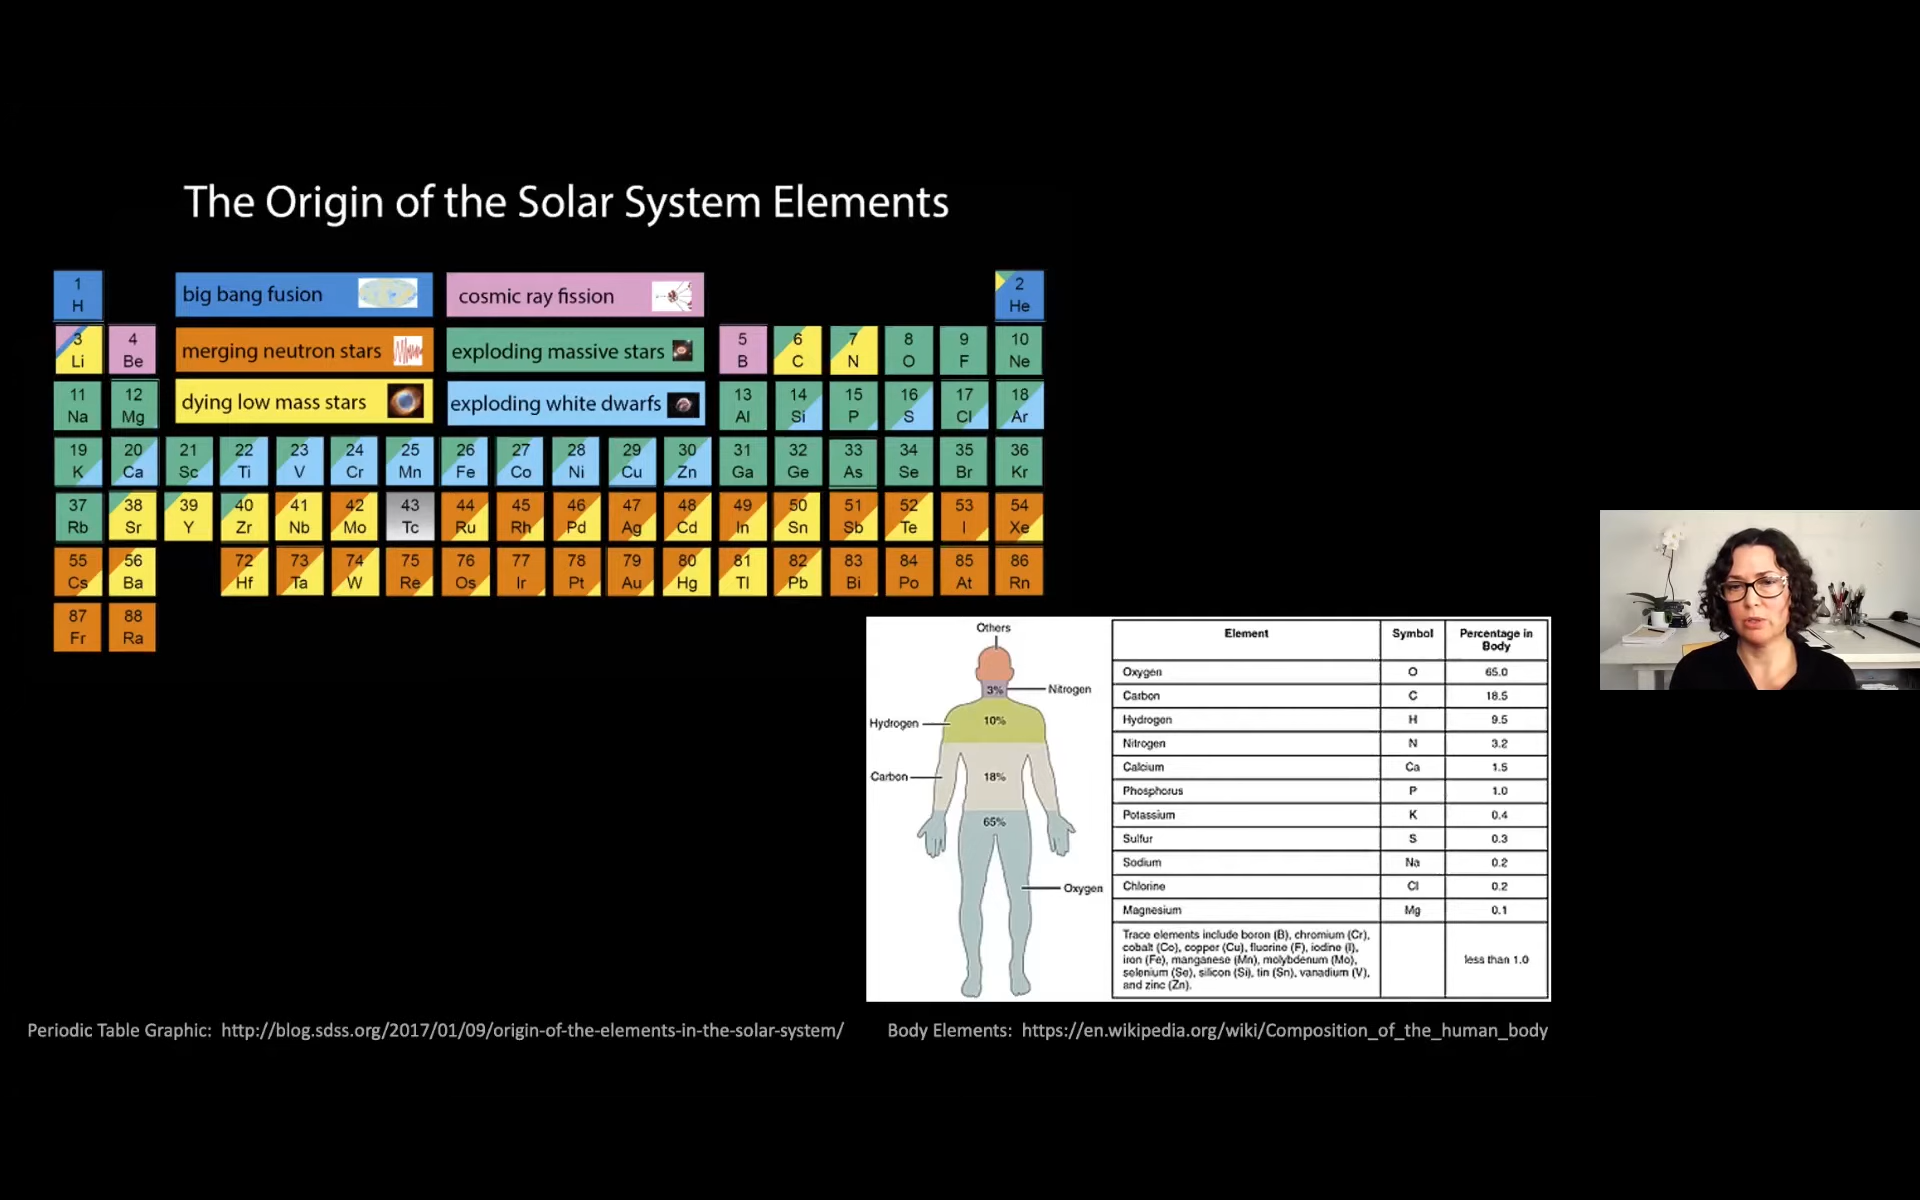 The Origin of the Solar System Elements
1
H
big bang fusion
cosmic ray fission
2
He
3
Li
4
Be
merging neutron stars
exploding massive stars
5
B
6
C
7
N
8
O
9
F
10
Ne
11
Na
12
Mg
dying low mass stars
exploding white dwarfs
13
Al
14
Si
15
P
16
S
17
Cl
18
Ar
19
K
20
Ca
21
Sc
22
Ti
23
V
24
Cr
25
Mn
26
Fe
27
Co
28
Ni
29
Cu
30
Zn
31
Ga
32
Ge
33
As
34
Se
35
Br
36
Kr
37
Rb
38
Sr
39
Y
40
Zr
41
Nb
42
Mo
43
Tc
44
Ru
45
Rh
46
Pd
47
Ag
48
Cd
49
In
50
Sn
51
Sb
52
Te
53
I
54
Xe
55
Cs
56
Ba
72
Hf
73
Ta
74
W
75
Re
76
Os
77
Ir
78
Pt
79
Au
80
Hg
81
Tl
82
Pb
83
Bi
84
Po
85
At
86
Rn
87
Fr
88
Ra
Others
3%
Nitrogen
Hydrogen
10%
Carbon
18%
65%
Oxygen
Element Symbol Percentage in
Body
Oxygen O 65.0
Carbon C 18.5
Hydrogen H 9.5
Nitrogen N 3.2
Calcium Ca 1.5
Phosphorus P 1.0
Potassium K 0.4
Sulfur S 0.3
Sodium Na 0.2
Chlorine Cl 0.2
Magnesium Mg 0.1
Trace elements include boron (B), chromium (Cr),
cobalt (Co), copper (Cu), fluorine (F), iodine (I),
iron (Fe), manganese (Mn), molybdenum (Mo),
selenium (Se), silicon (Si), tin (Sn), vanadium (V),
and zinc (Zn).
less than 1.0
Periodic Table Graphic: http://blog.sdss.org/2017/01/09/origin-of-the-elements-in-the-solar-system/
Body Elements: https://en.wikipedia.org/wiki/Composition_of_the_human_body